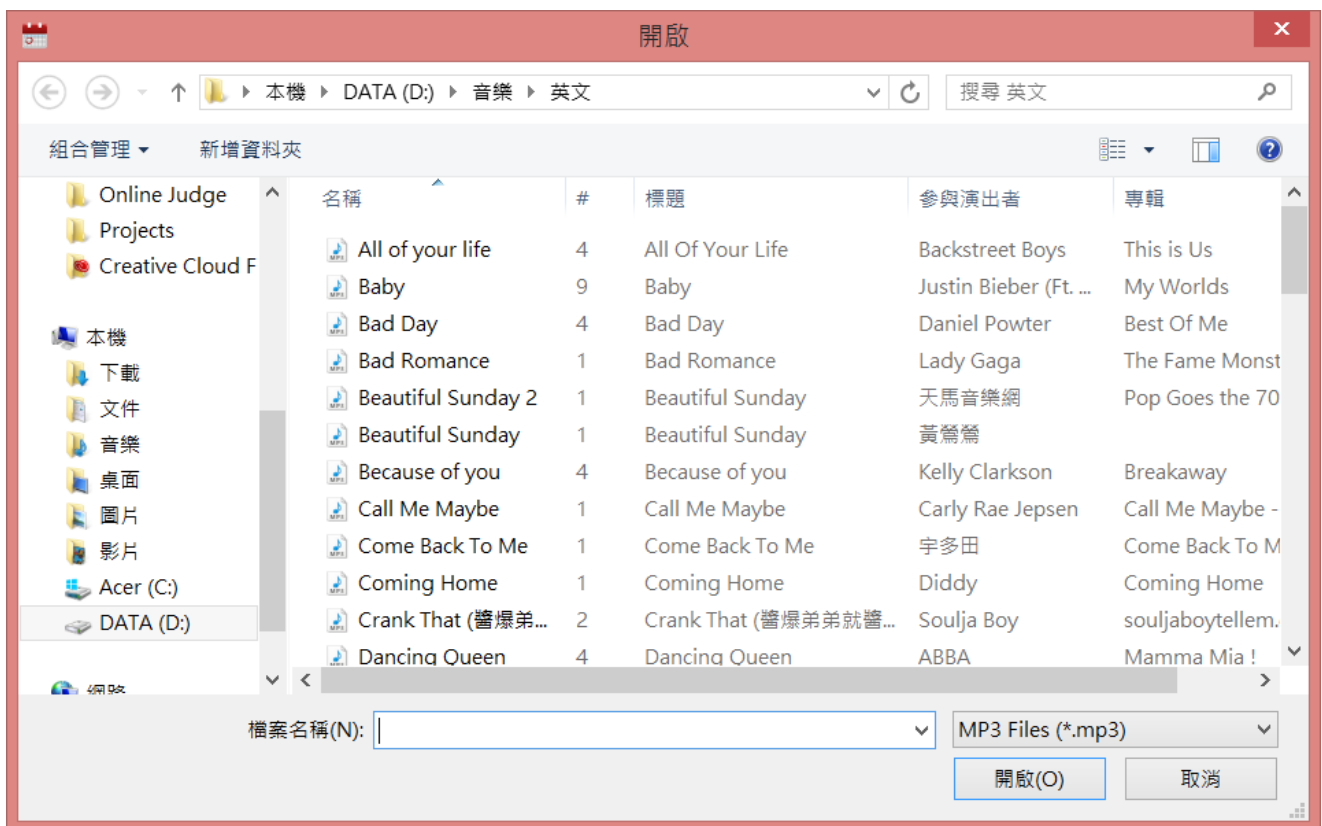 開啟
本機 DATA (D:) 音樂 英文 搜尋 英文
組合管理 新增資料夾
Online Judge
Projects
Creative Cloud F
本機
下載
文件
音樂
桌面
圖片
影片
Acer (C:)
DATA (D:)
網路
名稱 # 標題 參與演出者 專輯
All of your life 4 All Of Your Life Backstreet Boys This is Us
Baby 9 Baby Justin Bieber (Ft. ... My Worlds
Bad Day 4 Bad Day Daniel Powter Best Of Me
Bad Romance 1 Bad Romance Lady Gaga The Fame Monst
Beautiful Sunday 2 1 Beautiful Sunday 天馬音樂網 Pop Goes the 70
Beautiful Sunday 1 Beautiful Sunday 黃鶯鶯
Because of you 4 Because of you Kelly Clarkson Breakaway
Call Me Maybe 1 Call Me Maybe Carly Rae Jepsen Call Me Maybe -
Come Back To Me 1 Come Back To Me 宇多田 Come Back To M
Coming Home 1 Coming Home Diddy Coming Home
Crank That (醬爆弟... 2 Crank That (醬爆弟弟就醬... Soulja Boy souljaboytellem.
Dancing Queen 4 Dancing Queen ABBA Mamma Mia !
檔案名稱(N): MP3 Files (*.mp3)
開啟(O) 取消